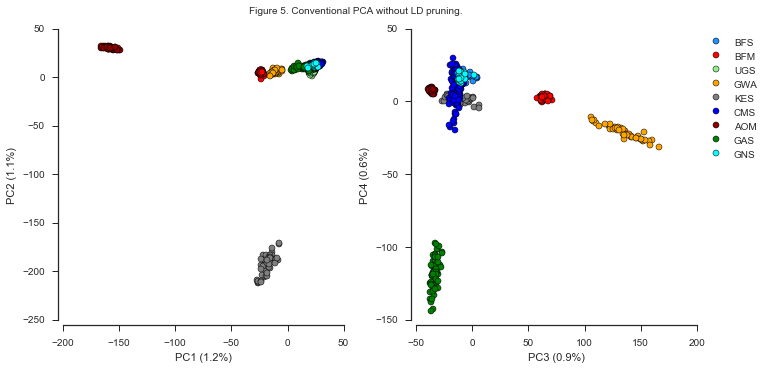 Figure 5. Conventional PCA without LD pruning.
50
0
−50
−100
−150
−200
−250
PC2 (1.1%)
−200
−150
−100
−50
0
50
PC1 (1.2%)
50
0
−50
−100
−150
PC4 (0.6%)
−50
0
50
100
150
200
PC3 (0.9%)
BFS
BFM
UGS
GWA
KES
CMS
AOM
GAS
GNS